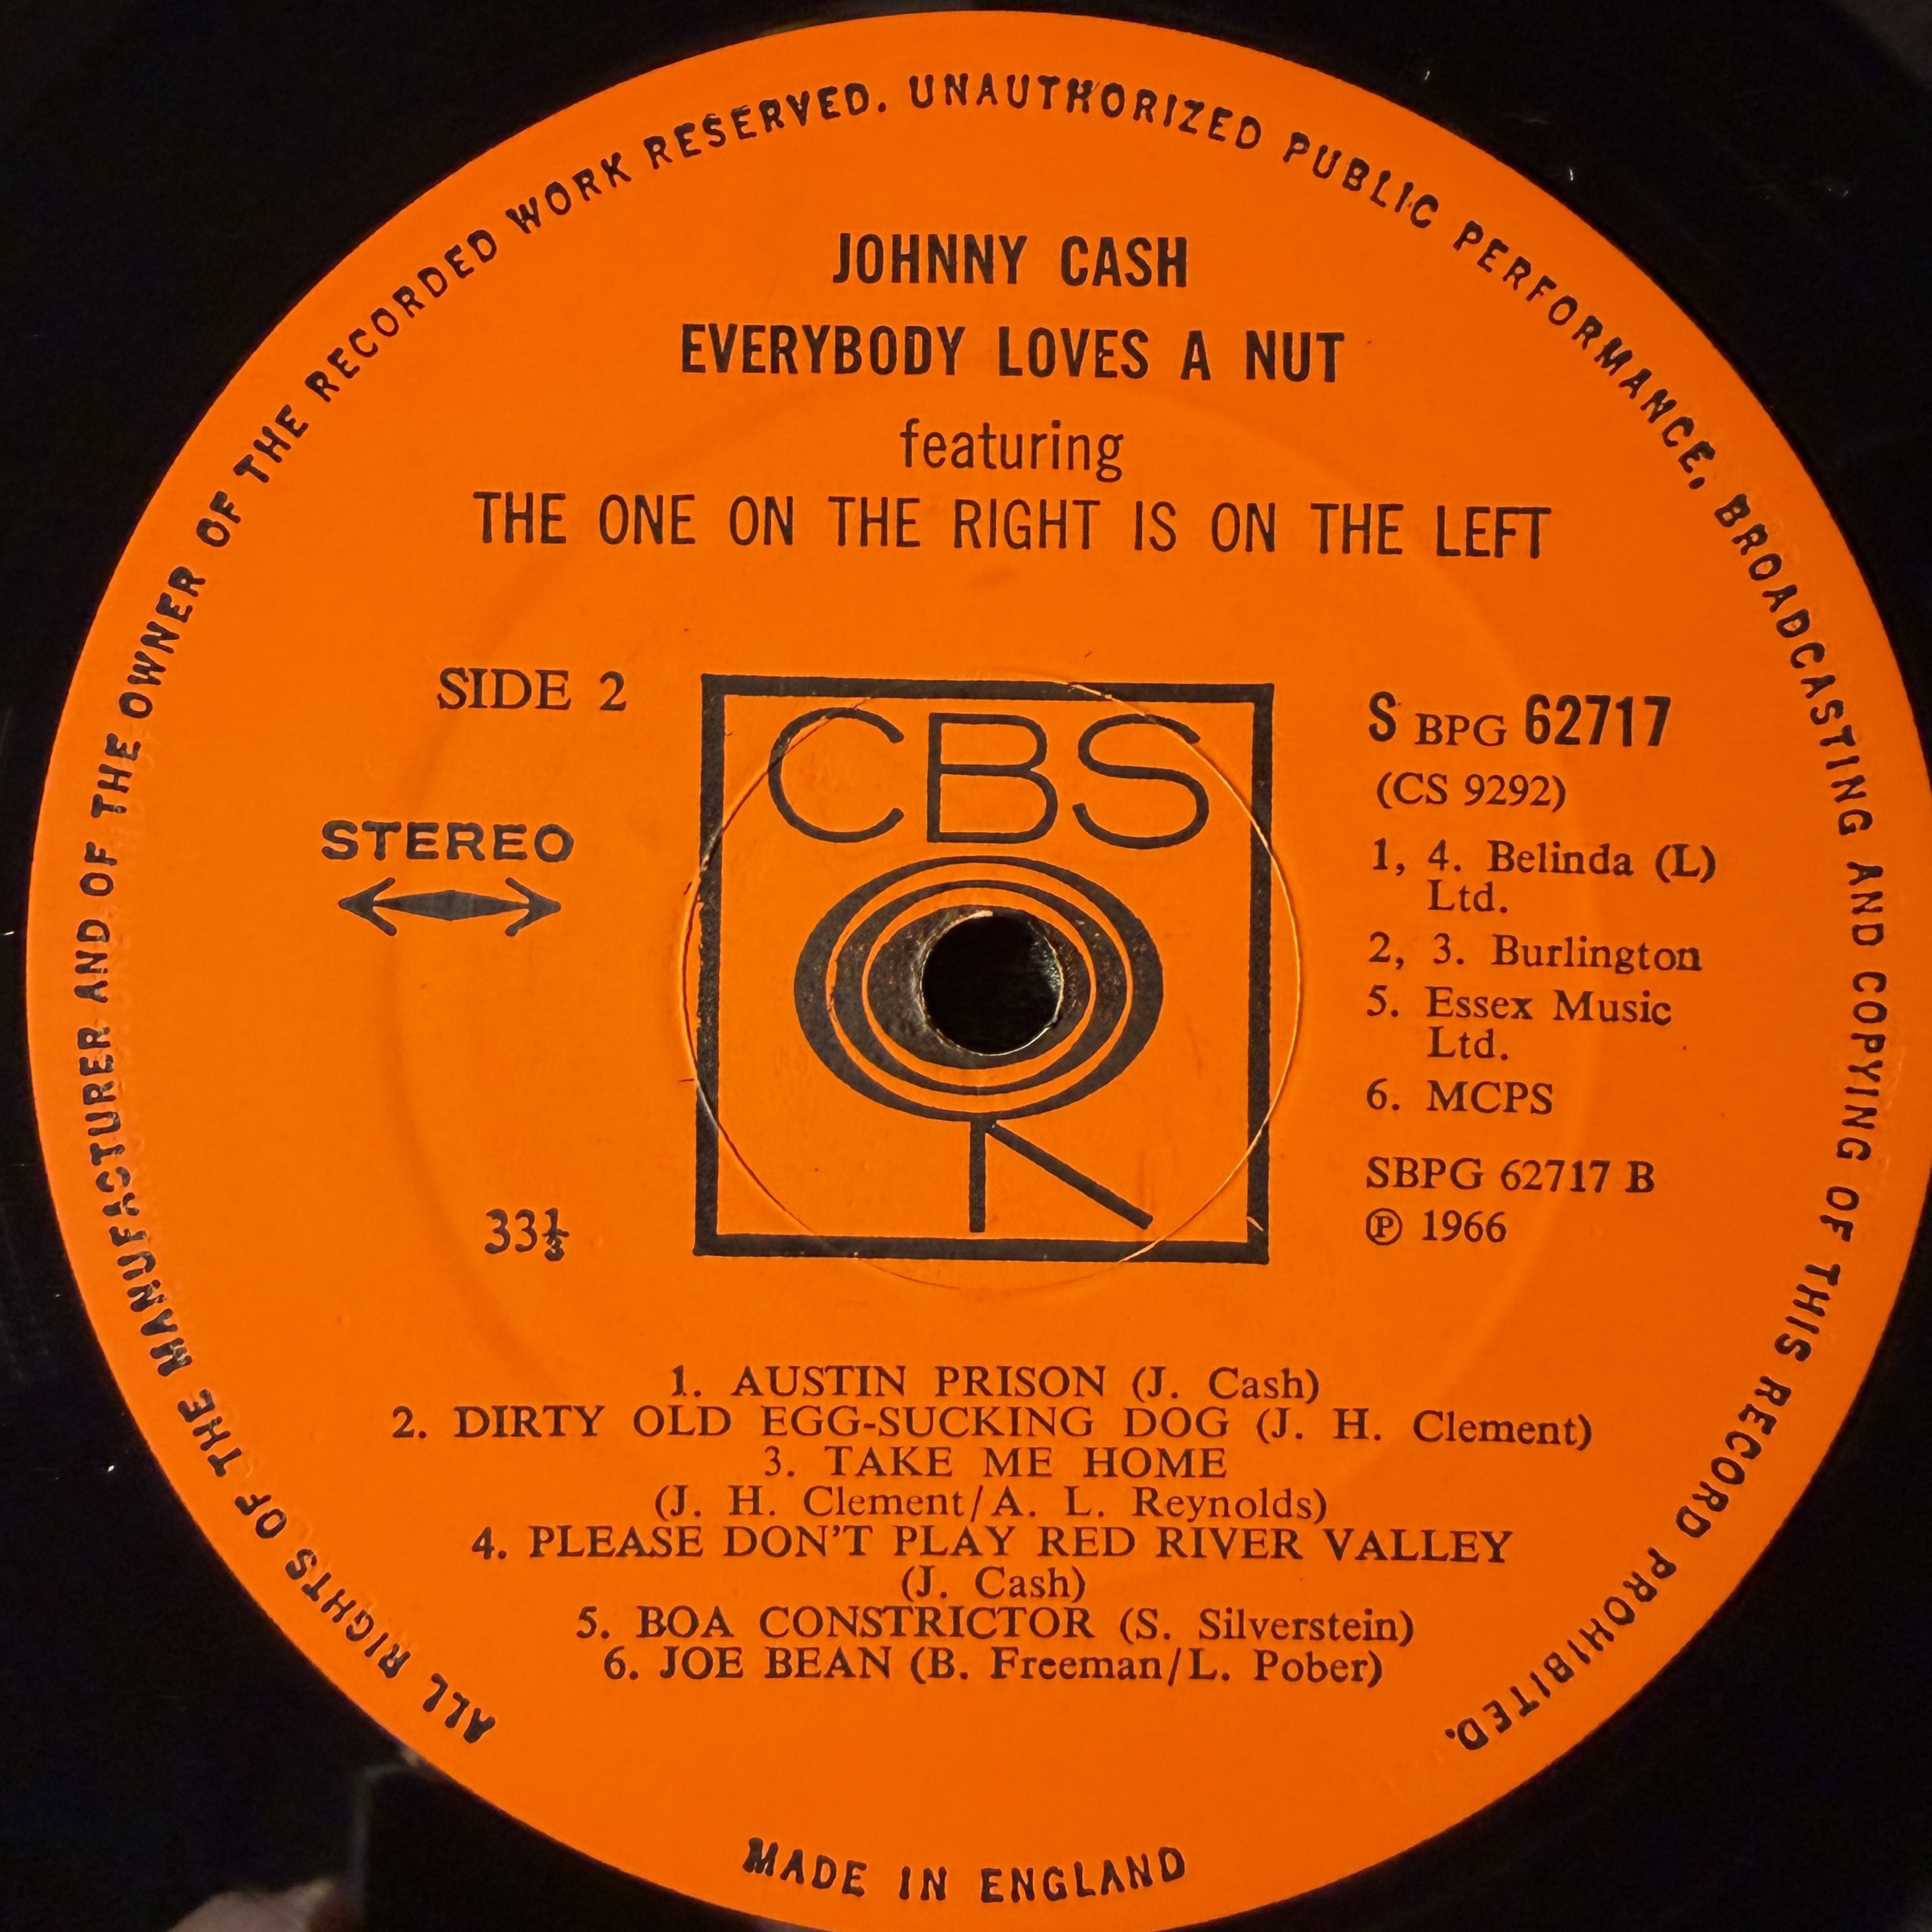 ALL RIGHTS OF THE MANUFACTURER AND OF THE OWNER OF THE RECORDED WORK RESERVED. UNAUTHORIZED PUBLIC PERFORMANCE, BROADCASTING AND COPYING OF THIS RECORD PROHIBITED.
JOHNNY CASH
EVERYBODY LOVES A NUT
featuring
THE ONE ON THE RIGHT IS ON THE LEFT
SIDE 2
STEREO
33⅓
CBS
S BPG 62717
(CS 9292)
1, 4. Belinda (L)
Ltd.
2, 3. Burlington
5. Essex Music
Ltd.
6. MCPS
SBPG 62717 B
Ⓟ 1966
1. AUSTIN PRISON (J. Cash)
2. DIRTY OLD EGG-SUCKING DOG (J. H. Clement)
3. TAKE ME HOME
(J. H. Clement/A. L. Reynolds)
4. PLEASE DON'T PLAY RED RIVER VALLEY
(J. Cash)
5. BOA CONSTRICTOR (S. Silverstein)
6. JOE BEAN (B. Freeman/L. Pober)
MADE IN ENGLAND